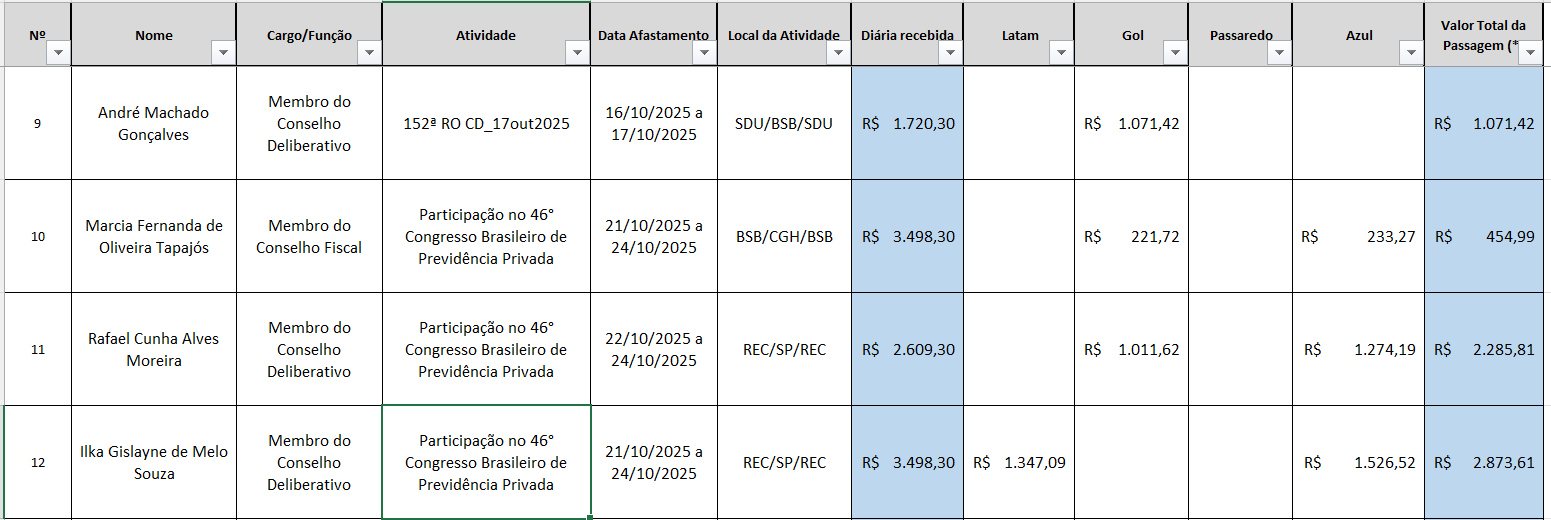 Nº Nome Cargo/Função Atividade Data Afastamento Local da Atividade Diária recebida Latam Gol Passaredo Azul Valor Total da
Passagem (*
9 André Machado
Gonçalves
Membro do
Conselho
Deliberativo
152ª RO CD_17out2025
16/10/2025 a
17/10/2025
SDU/BSB/SDU
R$ 1.720,30
R$ 1.071,42
R$ 1.071,42
10 Marcia Fernanda de
Oliveira Tapajós
Membro do
Conselho Fiscal
Participação no 46°
Congresso Brasileiro de
Previdência Privada
21/10/2025 a
24/10/2025
BSB/CGH/BSB
R$ 3.498,30
R$ 221,72
R$ 233,27
R$ 454,99
11 Rafael Cunha Alves
Moreira
Membro do
Conselho
Deliberativo
Participação no 46°
Congresso Brasileiro de
Previdência Privada
22/10/2025 a
24/10/2025
REC/SP/REC
R$ 2.609,30
R$ 1.011,62
R$ 1.274,19
R$ 2.285,81
12 Ilka Gislayne de Melo
Souza
Membro do
Conselho
Deliberativo
Participação no 46°
Congresso Brasileiro de
Previdência Privada
21/10/2025 a
24/10/2025
REC/SP/REC
R$ 3.498,30
R$ 1.347,09
R$ 1.526,52
R$ 2.873,61